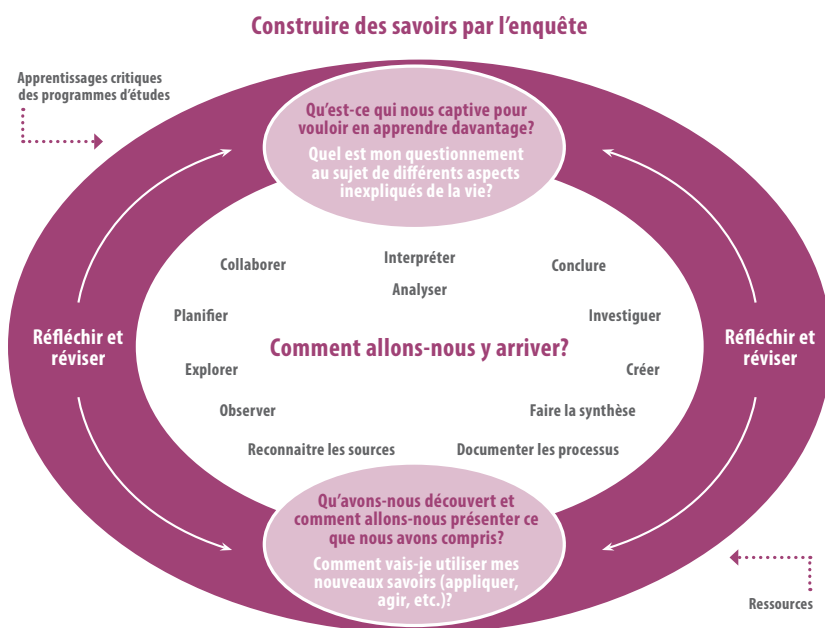 Construire des savoirs par l'enquête
Apprentissages critiques
des programmes d'études
Qu'est-ce qui nous captive pour
vouloir en apprendre davantage?
Quel est mon questionnement
au sujet de différents aspects
inexpliqués de la vie?
Collaborer
Interpréter
Conclure
Analyser
Planifier
Investiguer
Réfléchir et
réviser
Comment allons-nous y arriver?
Réfléchir et
réviser
Explorer
Créer
Observer
Faire la synthèse
Reconnaitre les sources
Documenter les processus
Qu'avons-nous découvert et
comment allons-nous présenter ce
que nous avons compris?
Comment vais-je utiliser mes
nouveaux savoirs (appliquer,
agir, etc.)?
Ressources